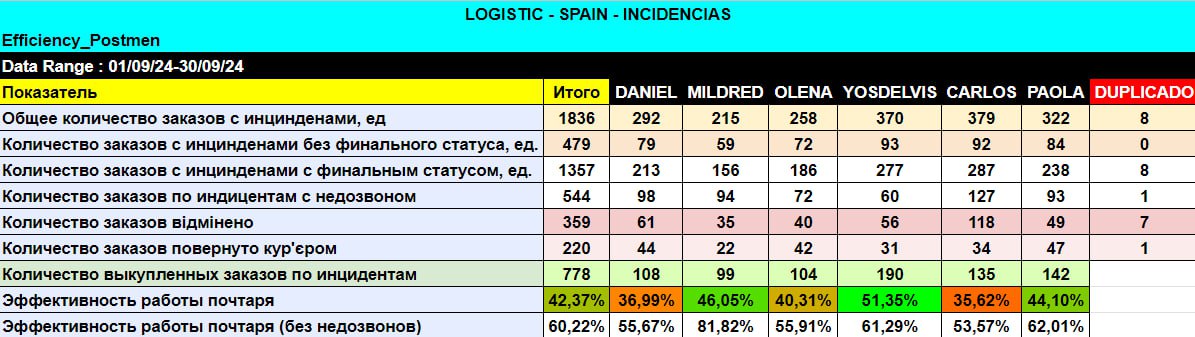 LOGISTIC - SPAIN - INCIDENCIAS
Efficiency_Postmen
Data Range : 01/09/24-30/09/24
Показатель Итого DANIEL MILDRED OLENA YOSDELVIS CARLOS PAOLA DUPLICADO
Общее количество заказов с инцинденами, ед 1836 292 215 258 370 379 322 8
Количество заказов с инцинденами без финального статуса, ед. 479 79 59 72 93 92 84 0
Количество заказов с инцинденами с финальным статусом, ед. 1357 213 156 186 277 287 238 8
Количество заказов по индицентам с недозвоном 544 98 94 72 60 127 93 1
Количество заказов відмінено 359 61 35 40 56 118 49 7
Количество заказов повернуто кур'єром 220 44 22 42 31 34 47 1
Количество выкупленных заказов по инцидентам 778 108 99 104 190 135 142
Эффективность работы почтаря 42,37% 36,99% 46,05% 40,31% 51,35% 35,62% 44,10%
Эффективность работы почтаря (без недозвонов) 60,22% 55,67% 81,82% 55,91% 61,29% 53,57% 62,01%